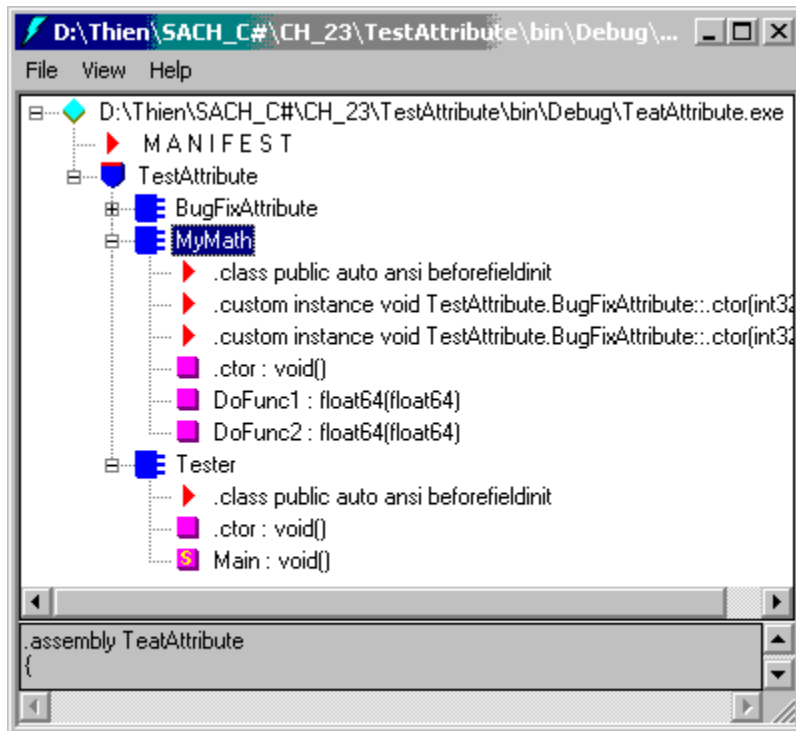 D:\Thien\SACH_C#\CH_23\TestAttribute\bin\Debug\...
File View Help
D:\Thien\SACH_C#\CH_23\TestAttribute\bin\Debug\TeatAttribute.exe
M A N I F E S T
TestAttribute
BugFixAttribute
MyMath
.class public auto ansi beforefieldinit
.custom instance void TestAttribute.BugFixAttribute::.ctor(int32
.custom instance void TestAttribute.BugFixAttribute::.ctor(int32
.ctor : void()
DoFunc1 : float64(float64)
DoFunc2 : float64(float64)
Tester
.class public auto ansi beforefieldinit
.ctor : void()
S Main : void()
.assembly TeatAttribute
{